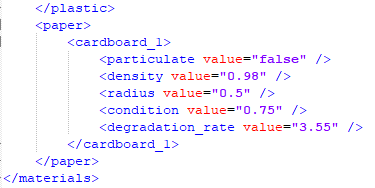 </plastic>
<paper>
<cardboard_1>
<particulate value="false" />
<density value="0.98" />
<radius value="0.5" />
<condition value="0.75" />
<degradation_rate value="3.55" />
</cardboard_1>
</paper>
</materials>